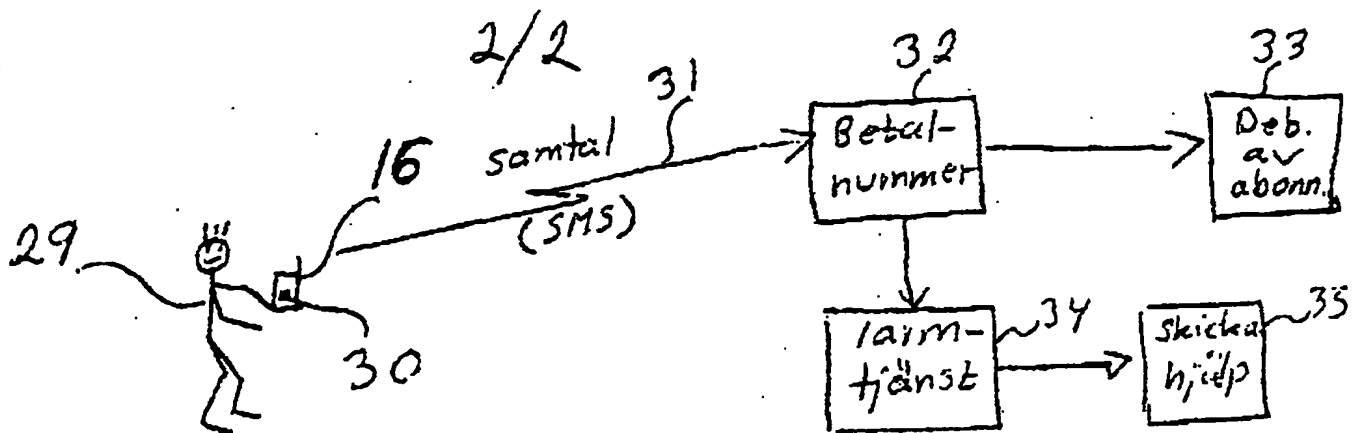 2/2
31
32
33
samtal
(SMS)
Betal-
nummer
Deb.
av
abonn.
16
29
30
larm-
tjänst
34
skicka
hjälp
35